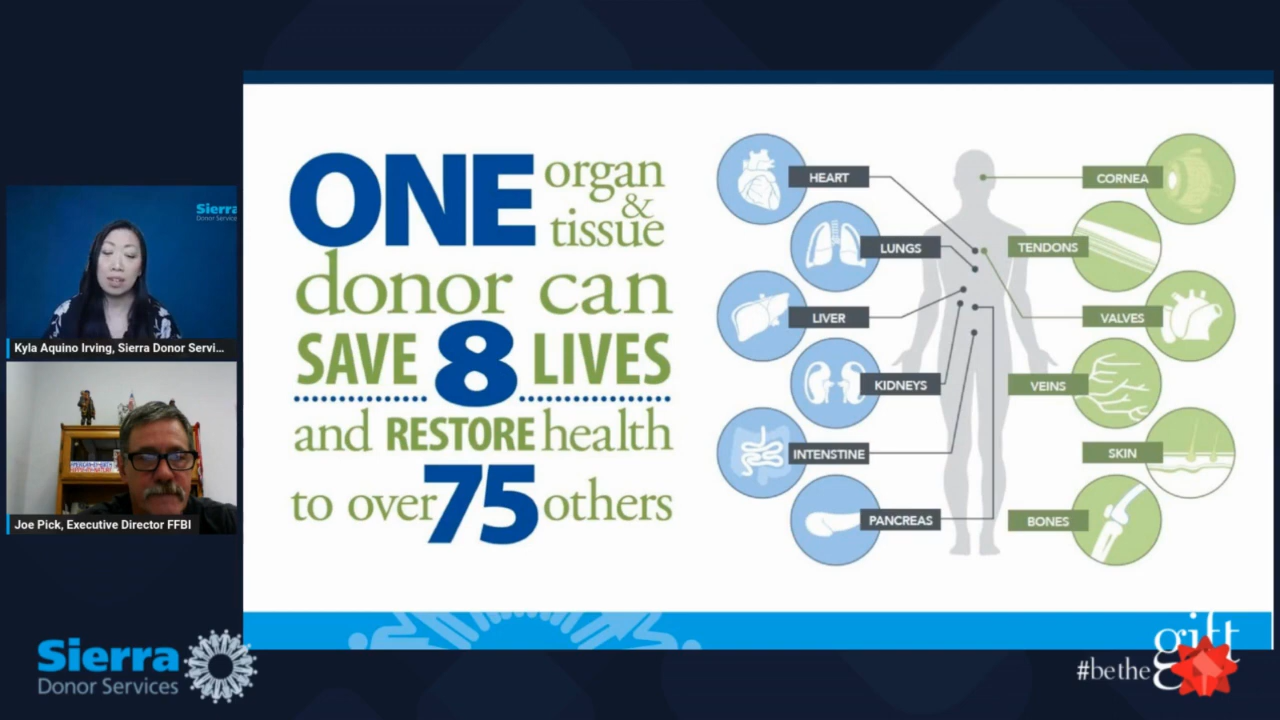 Sierra
Donor Service
Kyla Aquino Irving, Sierra Donor Servi...
Joe Pick, Executive Director FFBI
ONE organ
& tissue
donor can
SAVE 8 LIVES
and RESTORE health
to over 75 others
HEART
LUNGS
LIVER
KIDNEYS
INTENSTINE
PANCREAS
CORNEA
TENDONS
VALVES
VEINS
SKIN
BONES
Sierra
Donor Services
#bethe gift